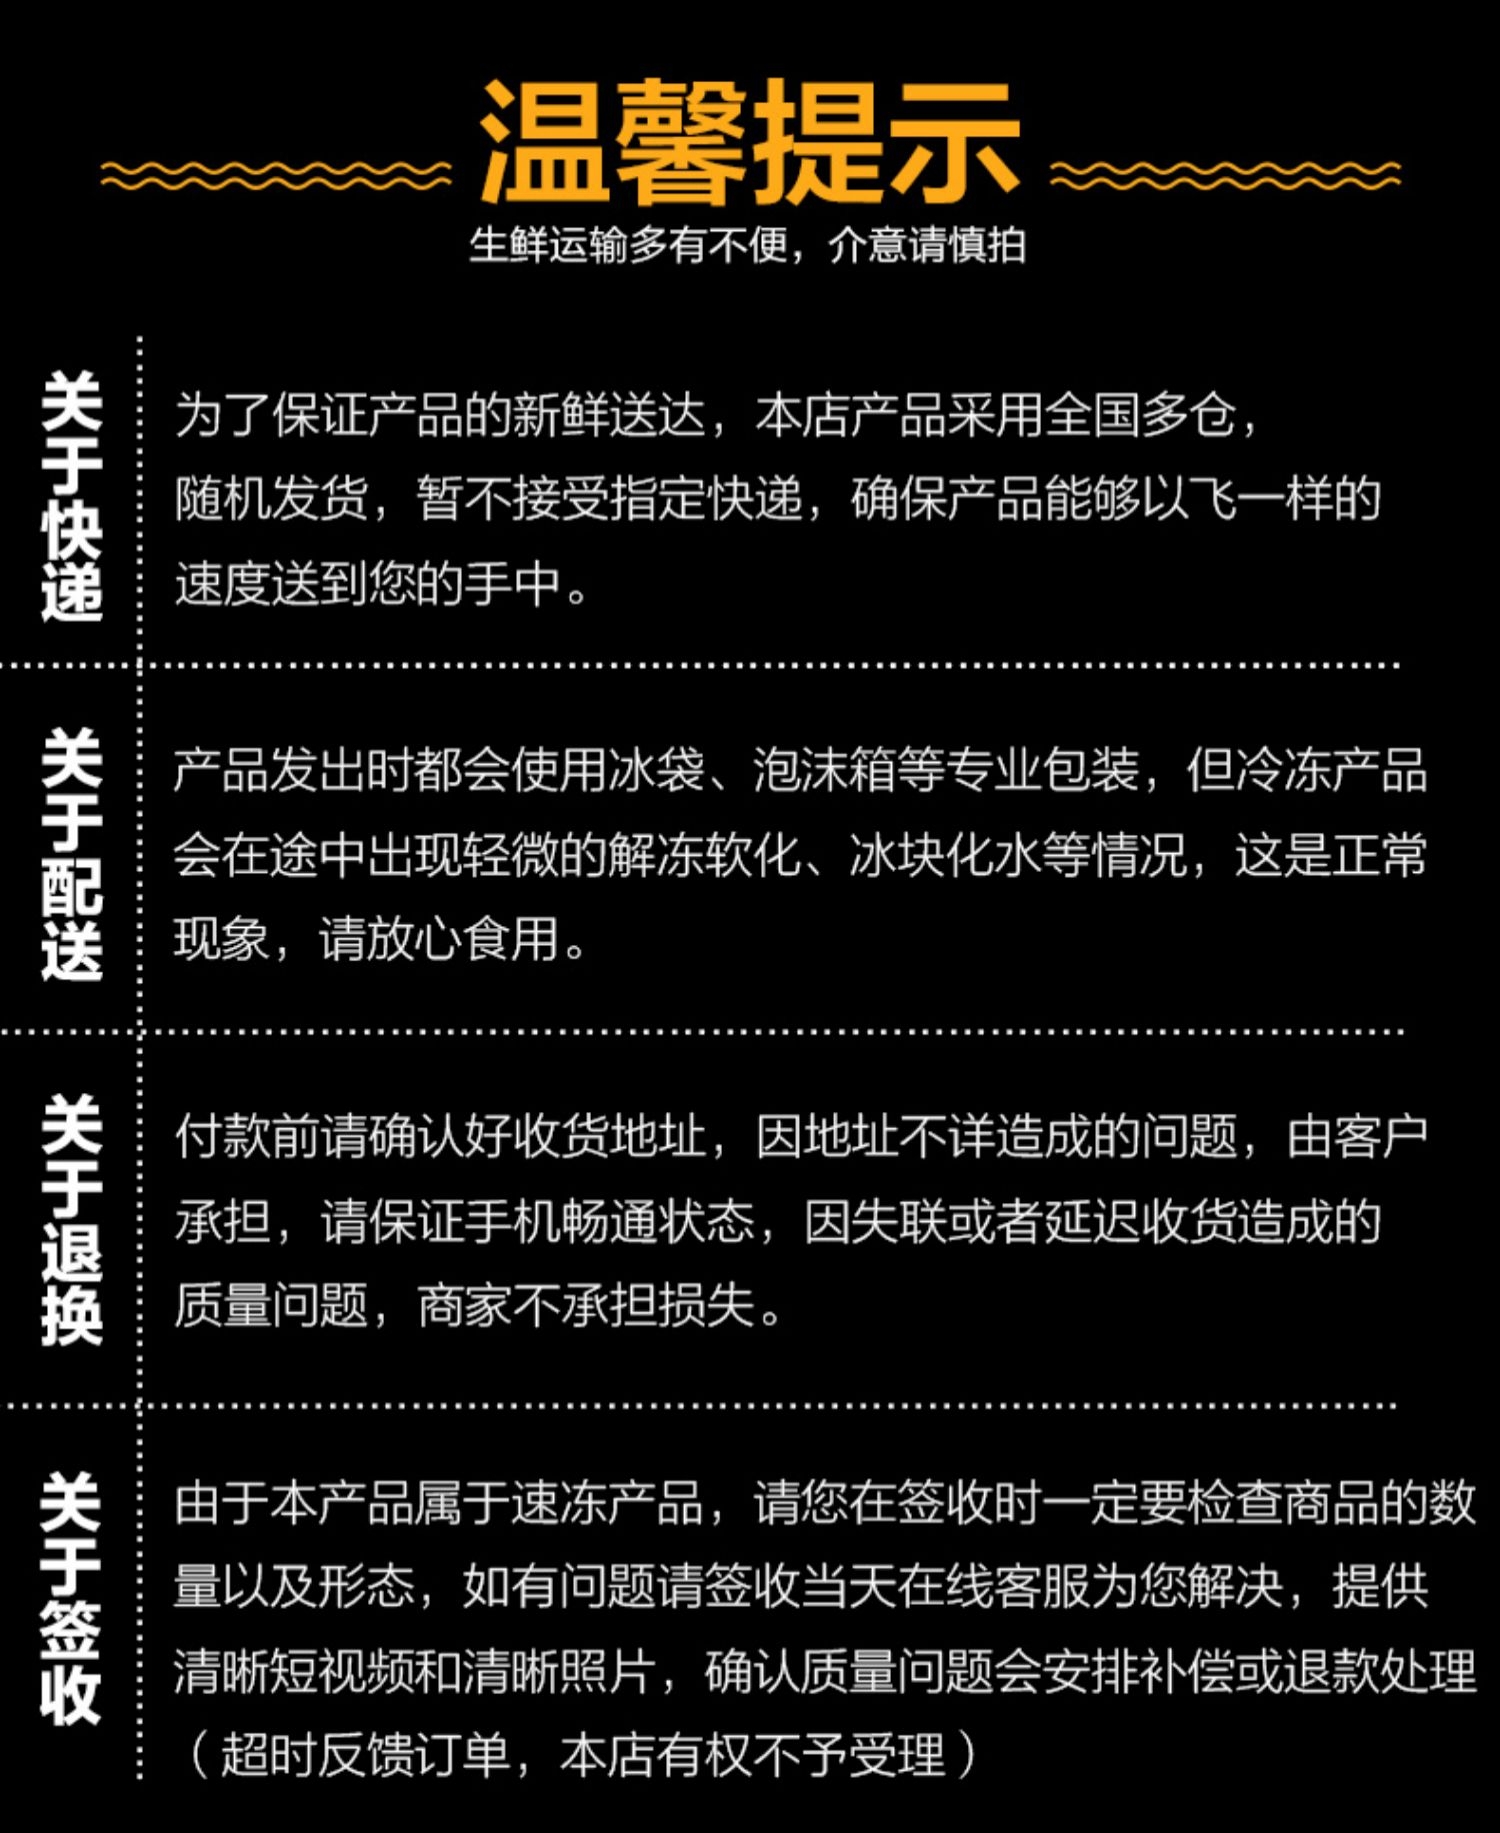 温馨提示
生鲜运输多有不便，介意请慎拍
关于快递
为了保证产品的新鲜送达，本店产品采用全国多仓，
随机发货，暂不接受指定快递，确保产品能够以飞一样的
速度送到您的手中。
关于配送
产品发出时都会使用冰袋、泡沫箱等专业包装，但冷冻产品
会在途中出现轻微的解冻软化、冰块化水等情况，这是正常
现象，请放心食用。
关于退换
付款前请确认好收货地址，因地址不详造成的问题，由客户
承担，请保证手机畅通状态，因失联或者延迟收货造成的
质量问题，商家不承担损失。
关于签收
由于本产品属于速冻产品，请您在签收时一定要检查商品的数
量以及形态，如有问题请签收当天在线客服为您解决，提供
清晰短视频和清晰照片，确认质量问题会安排补偿或退款处理
（超时反馈订单，本店有权不予受理）